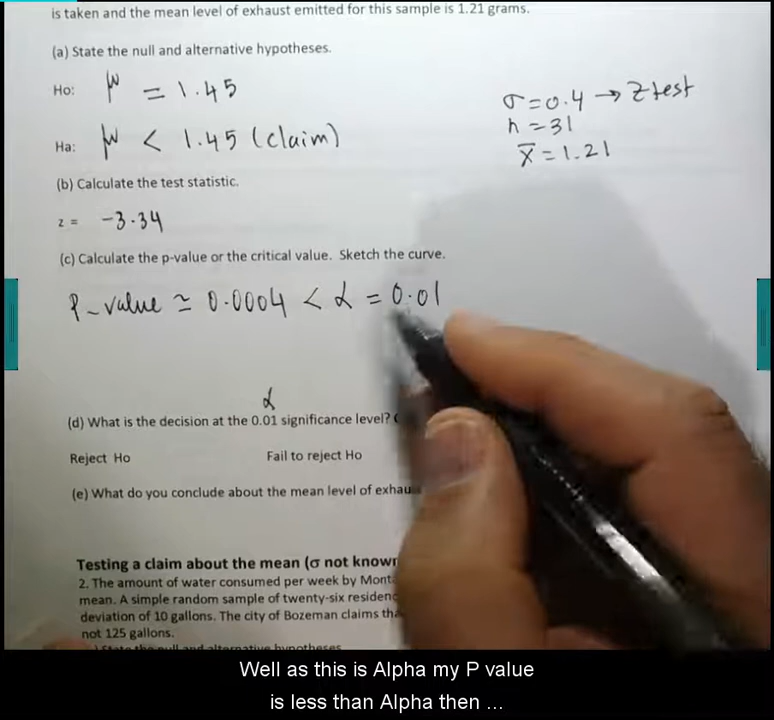 is taken and the mean level of exhaust emitted for this sample is 1.21 grams.
(a) State the null and alternative hypotheses.
Ho: μ = 1.45
σ = 0.4 → Z test
n = 31
x̄ = 1.21
Ha: μ < 1.45 (claim)
(b) Calculate the test statistic.
z = -3.34
(c) Calculate the p-value or the critical value. Sketch the curve.
P-value ≃ 0.0004 < α = 0.01
α
(d) What is the decision at the 0.01 significance level?
Reject Ho Fail to reject Ho
(e) What do you conclude about the mean level of
Testing a claim about the mean (σ not
2. The amount of water consumed per week by
mean. A simple random sample of twenty-six
deviation of 10 gallons. The city of Bozeman claims
not 125 gallons.
Well as this is Alpha my P value
is less than Alpha then ...